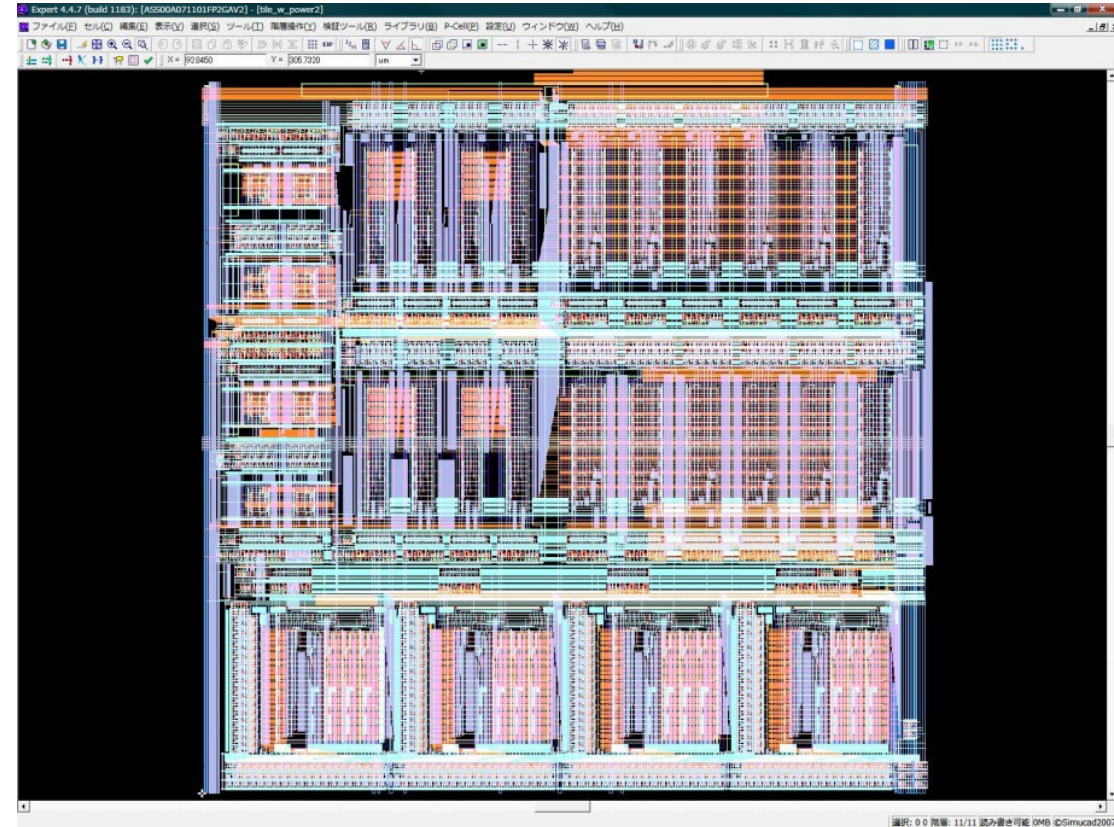 Expert 4.4.7 (build 1183): [ASS00A071101FP2GAV2] - [ble_w_power2]
ファイル(F) セル(C) 編集(E) 表示(V) 選択(S) ツール(T) 階層操作(Y) 検証ツール(R) ライブラリ(B) P-Cell(P) 設定(U) ウィンドウ(W) ヘルプ(H)
X= 928450 Y= 305.7320 um
選択: 0 0 階層: 11/11 読み書き可能 0MB ©Simucad2007